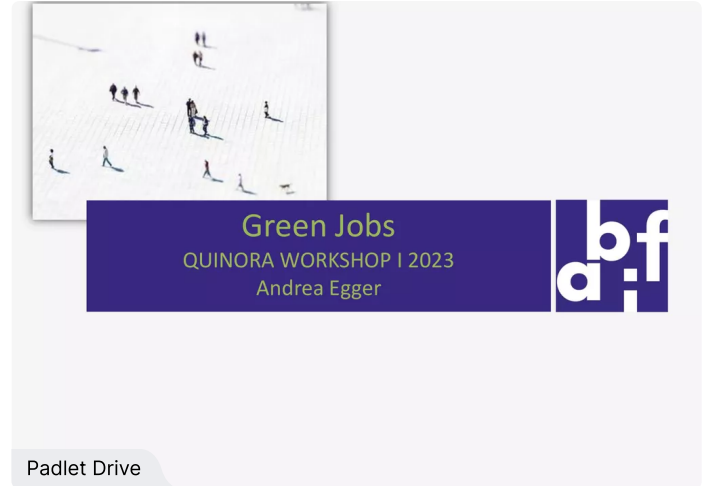 Green Jobs
QUINORA WORKSHOP I 2023
Andrea Egger
abif
Padlet Drive